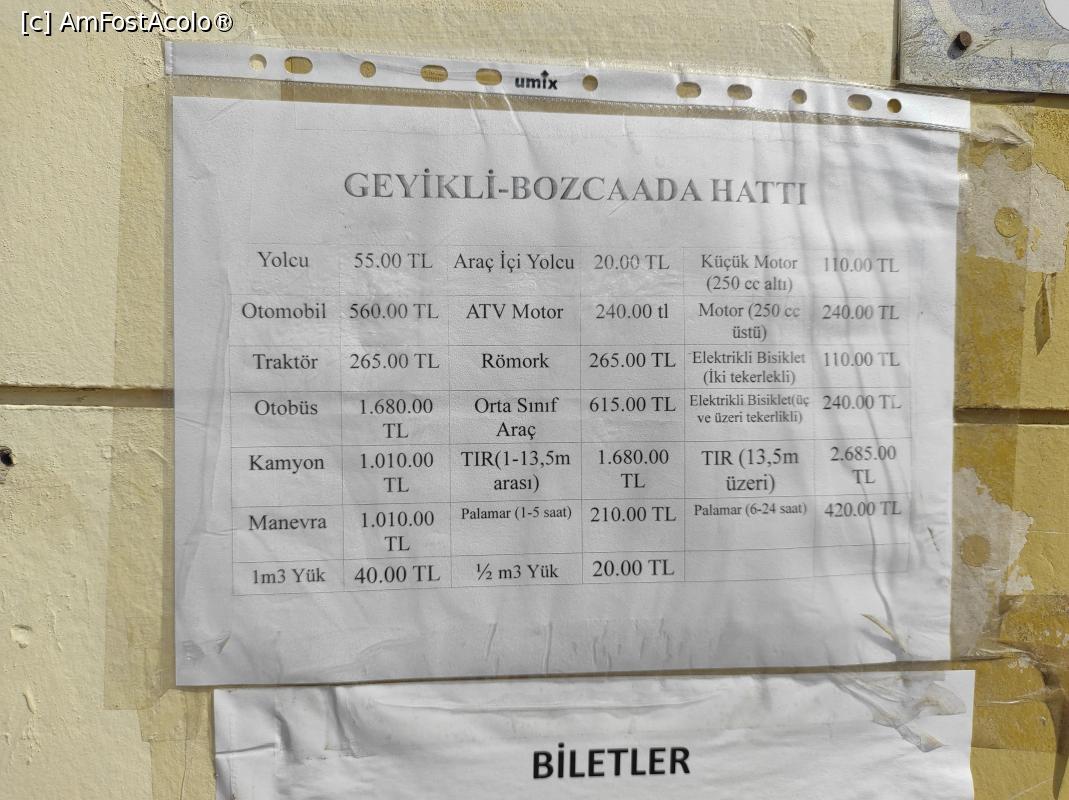 [c] AmFostAcolo®
umix
GEYİKLİ-BOZCAADA HATTI
Yolcu 55.00 TL Araç İçi Yolcu 20.00 TL Küçük Motor (250 cc altı) 110.00 TL
Otomobil 560.00 TL ATV Motor 240.00 tl Motor (250 cc üstü) 240.00 TL
Traktör 265.00 TL Römork 265.00 TL Elektrikli Bisiklet (İki tekerlekli) 110.00 TL
Otobüs 1.680.00 TL Orta Sınıf Araç 615.00 TL Elektrikli Bisiklet(üç ve üzeri tekerlikli) 240.00 TL
Kamyon 1.010.00 TL TIR(1-13,5m arası) 1.680.00 TL TIR (13,5m üzeri) 2.685.00 TL
Manevra 1.010.00 TL Palamar (1-5 saat) 210.00 TL Palamar (6-24 saat) 420.00 TL
1m3 Yük 40.00 TL ½ m3 Yük 20.00 TL
BİLETLER